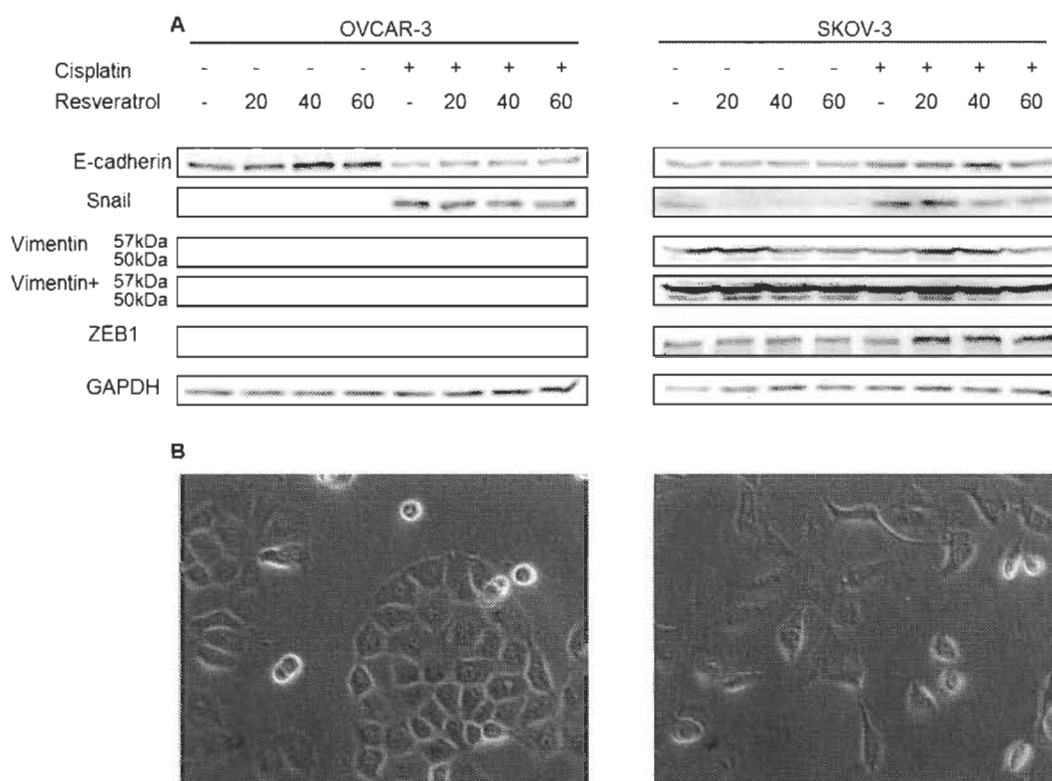 A OVCAR-3 SKOV-3
Cisplatin - - - - + + + + - - - - + + + +
Resveratrol - 20 40 60 - 20 40 60 - 20 40 60 - 20 40 60
E-cadherin
Snail
Vimentin 57kDa
50kDa
Vimentin+ 57kDa
50kDa
ZEB1
GAPDH
B